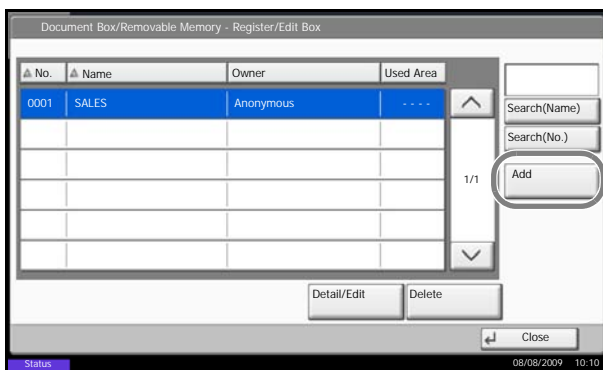 Document Box/Removable Memory - Register/Edit Box
No. Name Owner Used Area
0001 SALES Anonymous - - - -
Search(Name)
Search(No.)
1/1
Add
Detail/Edit Delete
Close
Status 08/08/2009 10:10